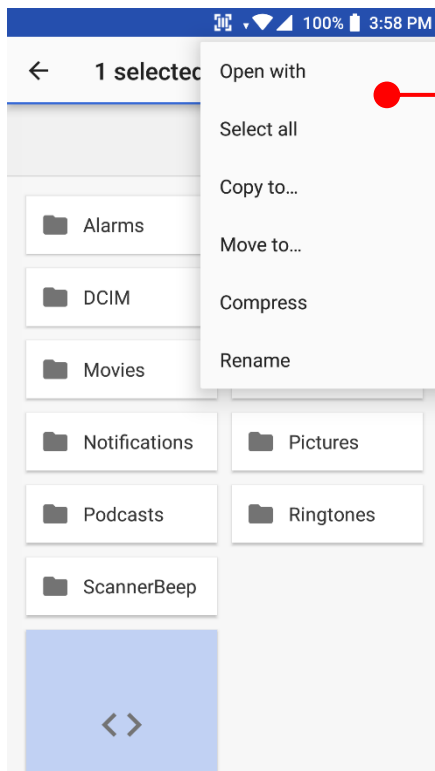 100% 3:58 PM
1 selected
Open with
Select all
Copy to…
Move to…
Compress
Rename
Alarms
DCIM
Movies
Notifications Pictures
Podcasts Ringtones
ScannerBeep